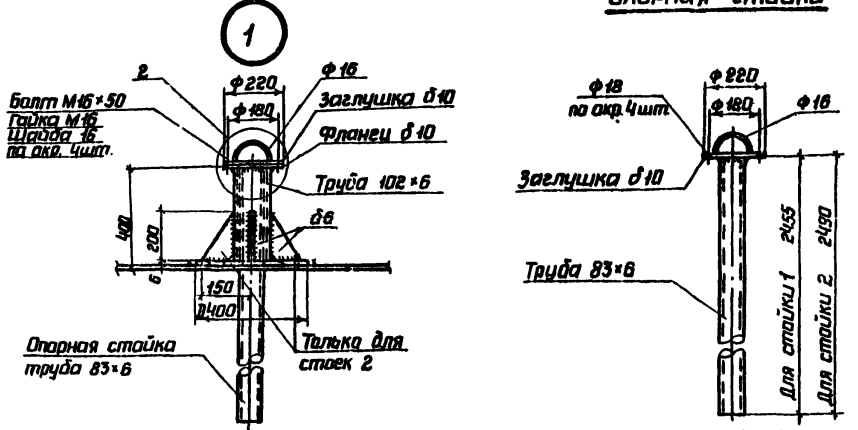 Опорная стойка
1
2
ф220
ф16
ф180
Болт М16×50
Гайка М16
Шайба 16
по окр. 4шт.
Заглушка δ10
Фланец δ10
Труба 102×6
δ6
400
200
6
150
400
Только для
стоек 2
Опорная стойка
труба 83×6
ф18
по окр. 4шт
ф220
ф180
ф16
Заглушка δ10
Труба 83×6
Для стойки 1 2455
Для стойки 2 2490